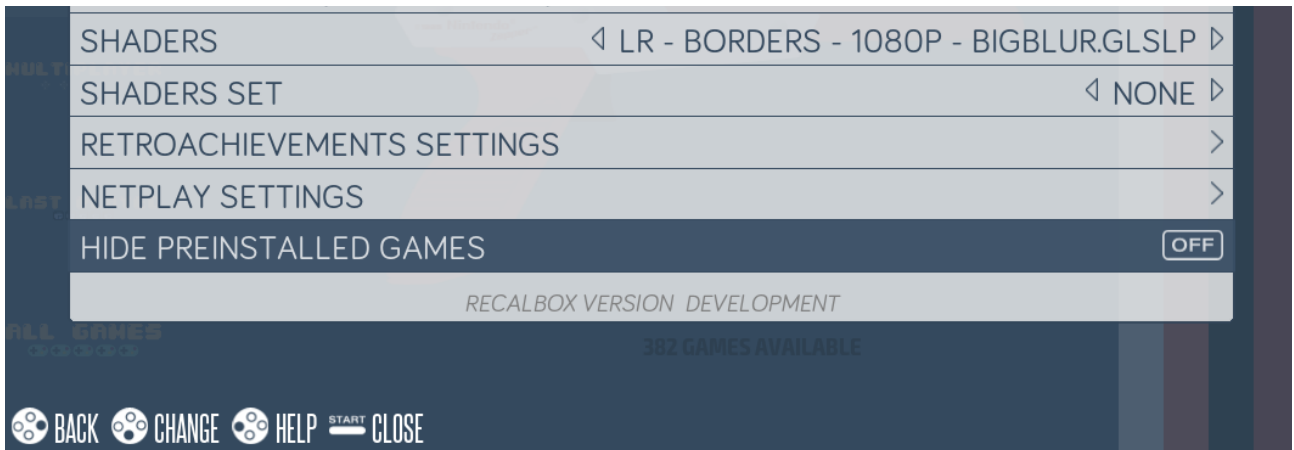 SHADERS
LR - BORDERS - 1080P - BIGBLUR.GLSLP
SHADERS SET
NONE
RETROACHIEVEMENTS SETTINGS
NETPLAY SETTINGS
LAST
HIDE PREINSTALLED GAMES
OFF
RECALBOX VERSION DEVELOPMENT
ALL GAMES
382 GAMES AVAILABLE
BACK CHANGE HELP START CLOSE